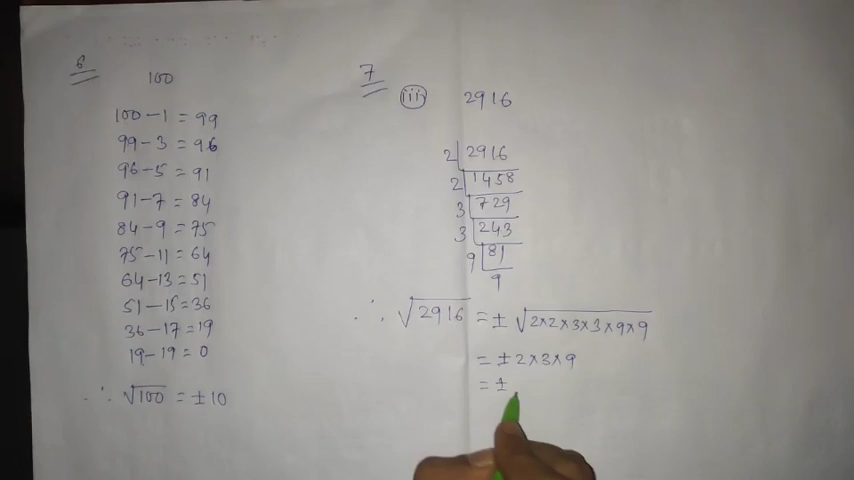 6
100
100 - 1 = 99
99 - 3 = 96
96 - 5 = 91
91 - 7 = 84
84 - 9 = 75
75 - 11 = 64
64 - 13 = 51
51 - 15 = 36
36 - 17 = 19
19 - 19 = 0
∴ √100 = ± 10
7
(iii) 2916
2 | 2916
2 | 1458
3 | 729
3 | 243
9 | 81
9
∴ √2916 = ± √2×2×3×3×9×9
= ± 2×3×9
= ±